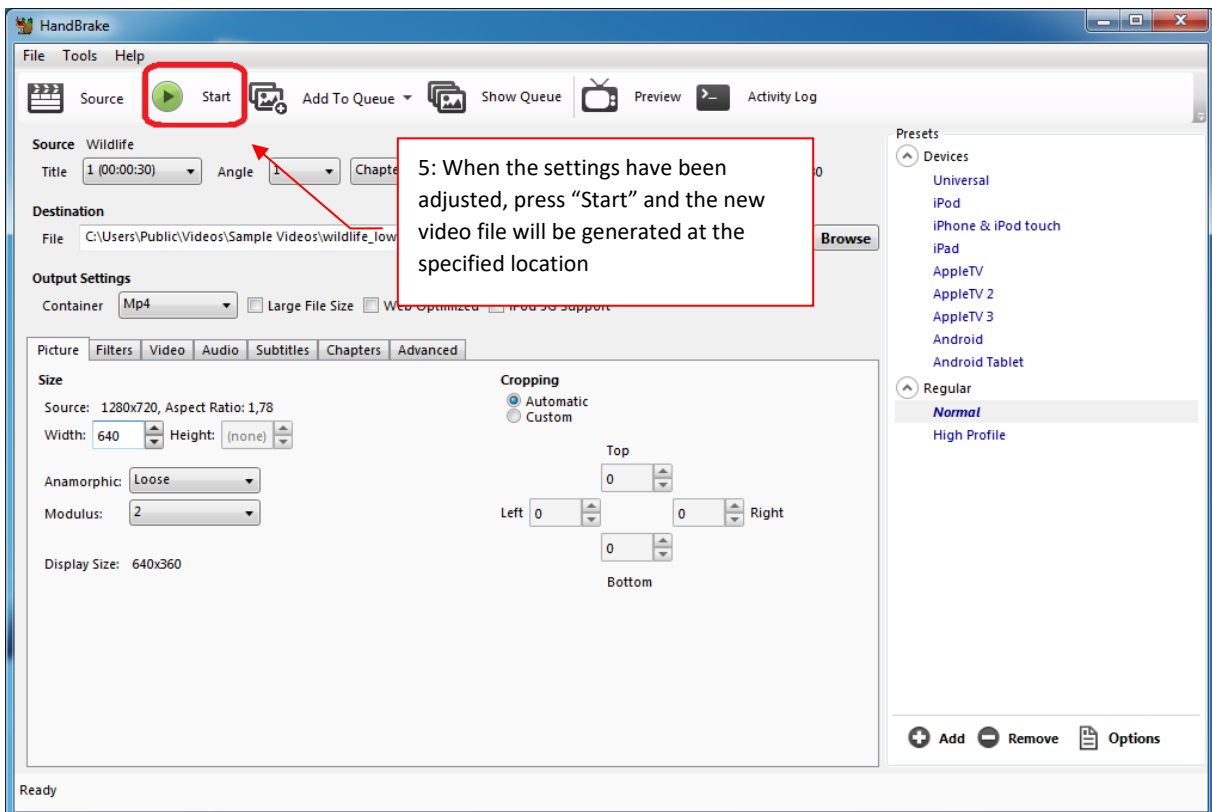 HandBrake
File Tools Help
Source Start Add To Queue Show Queue Preview Activity Log
Source Wildlife
Title 1 (00:00:30) Angle
5: When the settings have been
adjusted, press “Start” and the new
video file will be generated at the
specified location
Destination
File C:\Users\Public\Videos\Sample Videos\wildlife_low
Browse
Output Settings
Container Mp4 Large File Size
Picture Filters Video Audio Subtitles Chapters Advanced
Size
Source: 1280x720, Aspect Ratio: 1,78
Width: 640 Height: (none)
Anamorphic: Loose
Modulus: 2
Display Size: 640x360
Cropping
Automatic
Custom
Top
0
Left 0 0 Right
0
Bottom
Presets
Devices
Universal
iPod
iPhone & iPod touch
iPad
AppleTV
AppleTV 2
AppleTV 3
Android
Android Tablet
Regular
Normal
High Profile
Add Remove Options
Ready